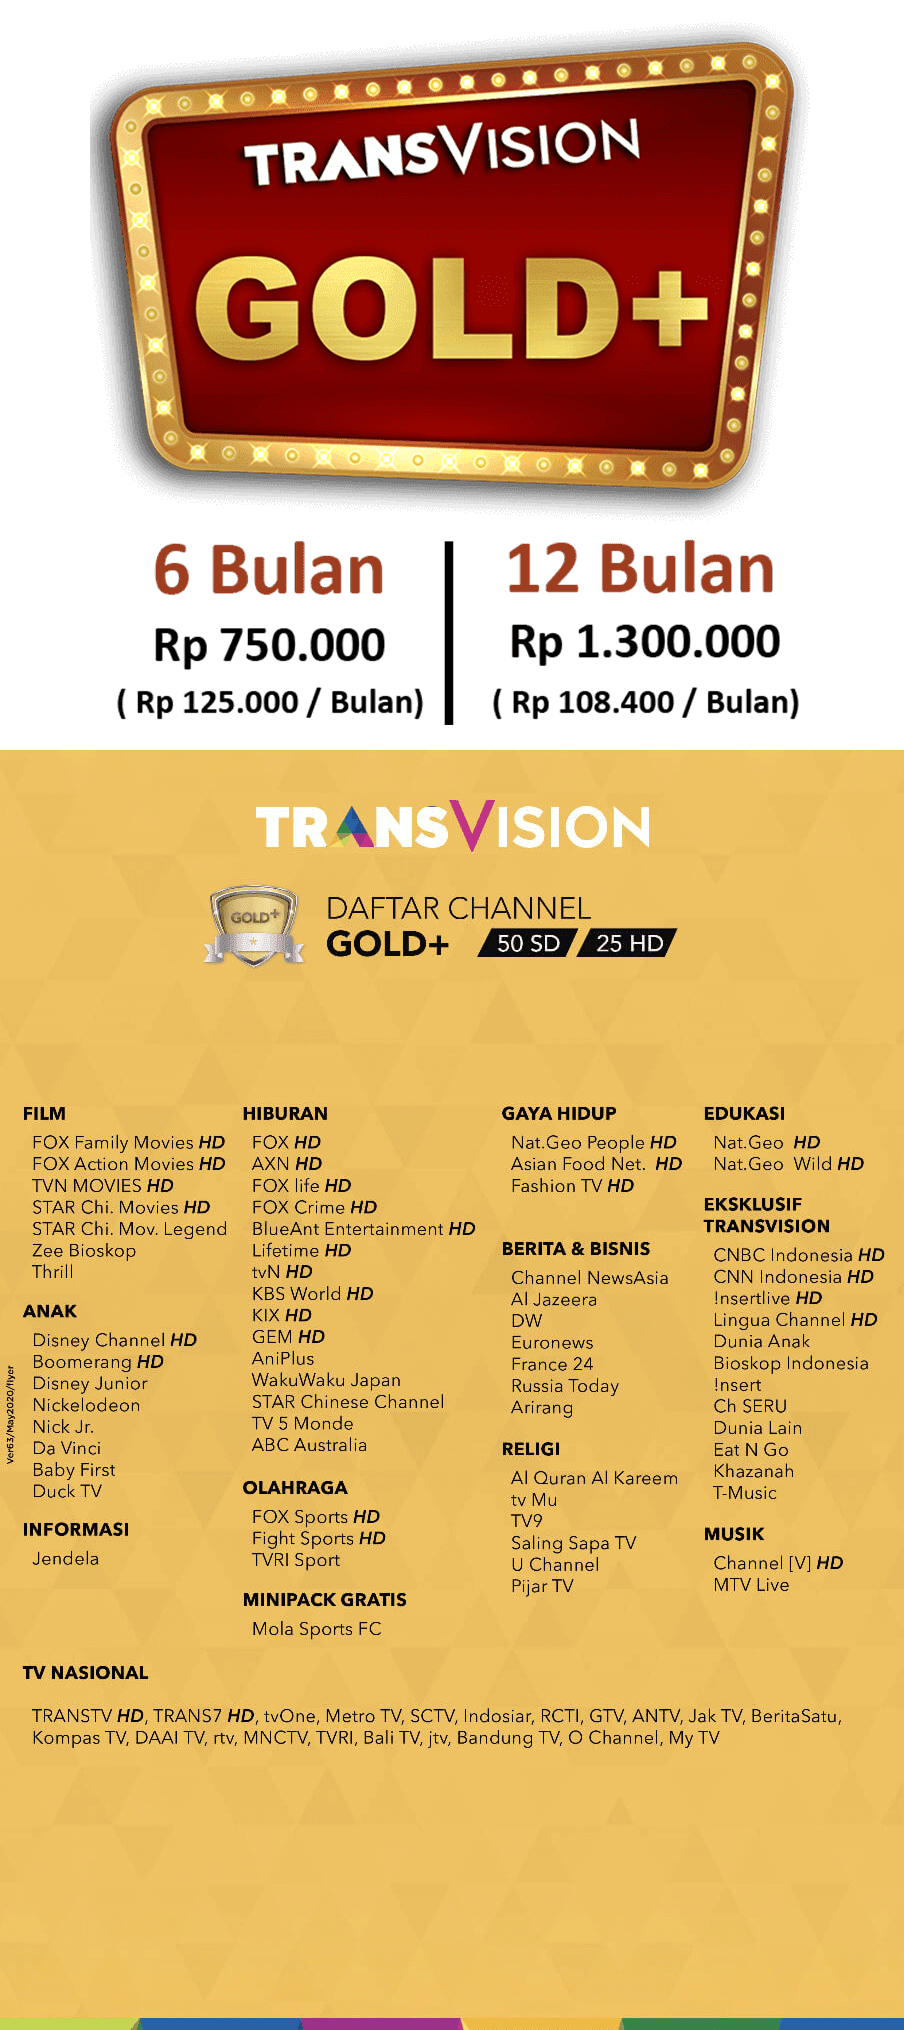 TRANSVISION
GOLD+
6 Bulan
Rp 750.000
( Rp 125.000 / Bulan)
12 Bulan
Rp 1.300.000
( Rp 108.400 / Bulan)
TRANSVISION
GOLD+
DAFTAR CHANNEL
GOLD+ 50 SD / 25 HD
FILM
FOX Family Movies HD
FOX Action Movies HD
TVN MOVIES HD
STAR Chi. Movies HD
STAR Chi. Mov. Legend
Zee Bioskop
Thrill
ANAK
Disney Channel HD
Boomerang HD
Disney Junior
Nickelodeon
Nick Jr.
Da Vinci
Baby First
Duck TV
INFORMASI
Jendela
HIBURAN
FOX HD
AXN HD
FOX life HD
FOX Crime HD
BlueAnt Entertainment HD
Lifetime HD
tvN HD
KBS World HD
KIX HD
GEM HD
AniPlus
WakuWaku Japan
STAR Chinese Channel
TV 5 Monde
ABC Australia
OLAHRAGA
FOX Sports HD
Fight Sports HD
TVRI Sport
MINIPACK GRATIS
Mola Sports FC
GAYA HIDUP
Nat.Geo People HD
Asian Food Net. HD
Fashion TV HD
BERITA & BISNIS
Channel NewsAsia
Al Jazeera
DW
Euronews
France 24
Russia Today
Arirang
RELIGI
Al Quran Al Kareem
tv Mu
TV9
Saling Sapa TV
U Channel
Pijar TV
EDUKASI
Nat.Geo HD
Nat.Geo Wild HD
EKSKLUSIF
TRANSVISION
CNBC Indonesia HD
CNN Indonesia HD
!nsertlive HD
Lingua Channel HD
Dunia Anak
Bioskop Indonesia
!nsert
Ch SERU
Dunia Lain
Eat N Go
Khazanah
T-Music
MUSIK
Channel [V] HD
MTV Live
Ver63/May2020/flyer
TV NASIONAL
TRANSTV HD, TRANS7 HD, tvOne, Metro TV, SCTV, Indosiar, RCTI, GTV, ANTV, Jak TV, BeritaSatu,
Kompas TV, DAAI TV, rtv, MNCTV, TVRI, Bali TV, jtv, Bandung TV, O Channel, My TV